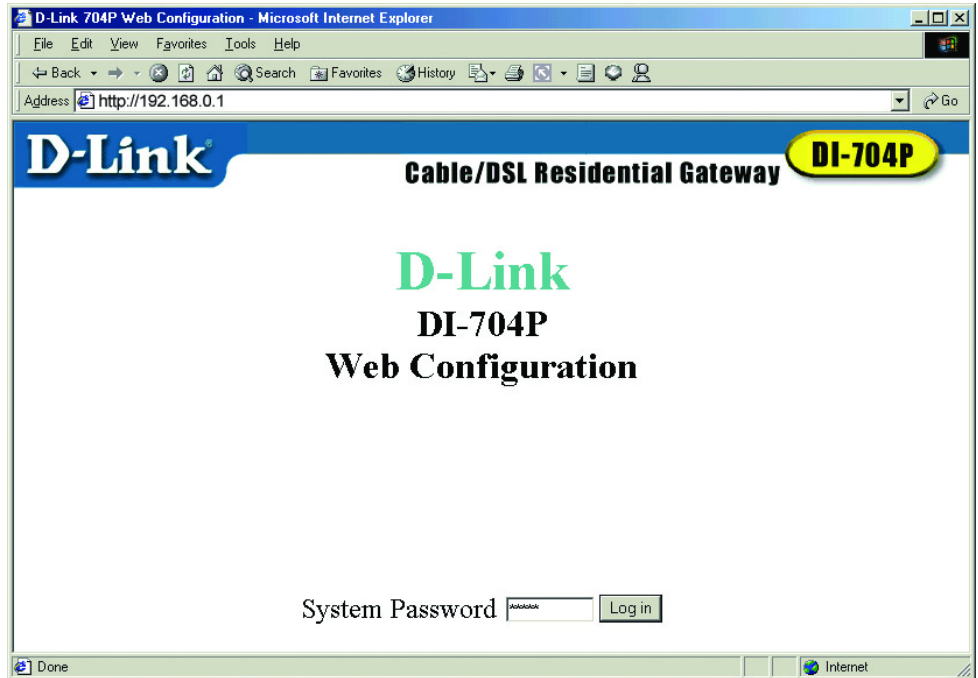 D-Link 704P Web Configuration - Microsoft Internet Explorer
File Edit View Favorites Tools Help
Back Search Favorites History
Address http://192.168.0.1 Go
D-Link
Cable/DSL Residential Gateway DI-704P
D-Link
DI-704P
Web Configuration
System Password ****** Log in
Done Internet